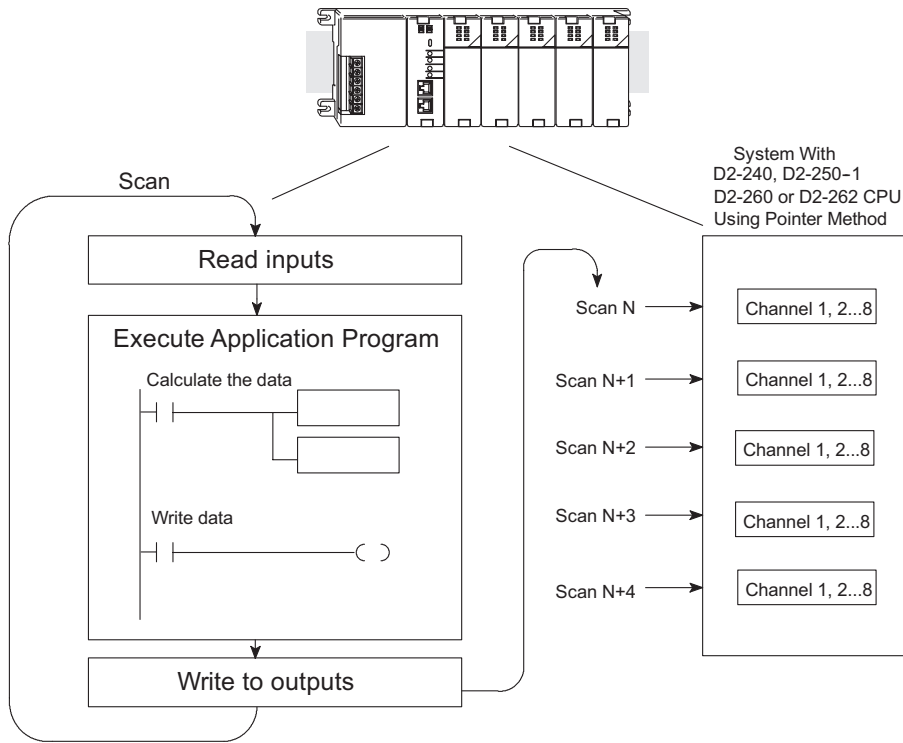 System With
D2-240, D2-250-1
D2-260 or D2-262 CPU
Using Pointer Method
Scan
Read inputs
Execute Application Program
Calculate the data
Write data
Write to outputs
Scan N
Channel 1, 2...8
Scan N+1
Channel 1, 2...8
Scan N+2
Channel 1, 2...8
Scan N+3
Channel 1, 2...8
Scan N+4
Channel 1, 2...8